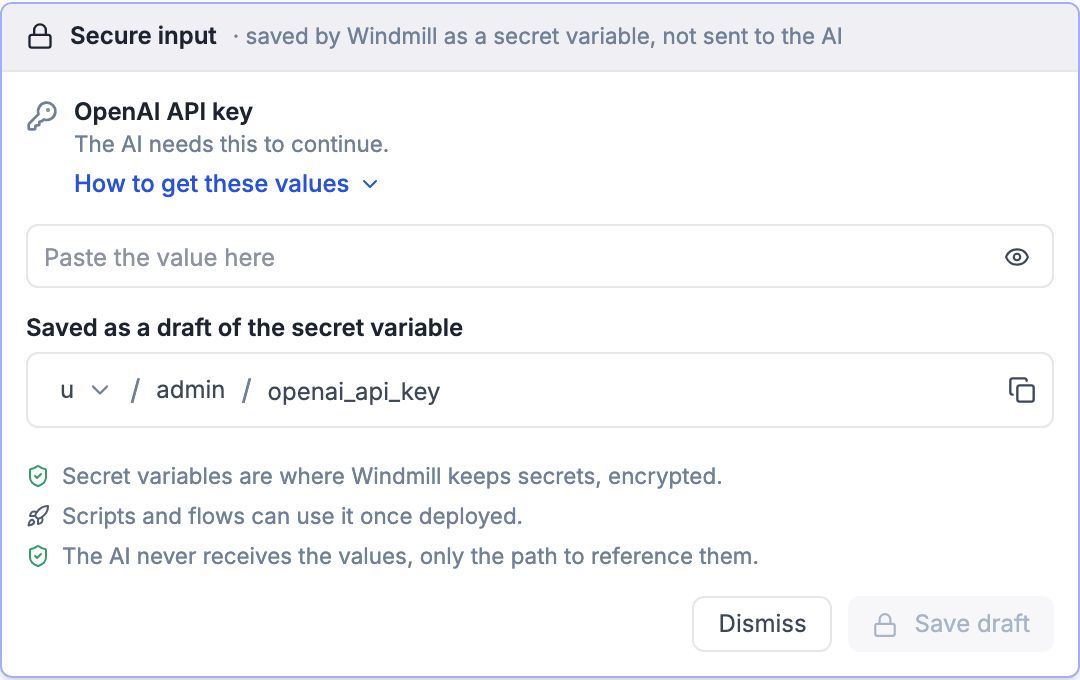 Secure input · saved by Windmill as a secret variable, not sent to the AI
OpenAI API key
The AI needs this to continue.
How to get these values
Paste the value here
Saved as a draft of the secret variable
u / admin / openai_api_key
Secret variables are where Windmill keeps secrets, encrypted.
Scripts and flows can use it once deployed.
The AI never receives the values, only the path to reference them.
Dismiss Save draft